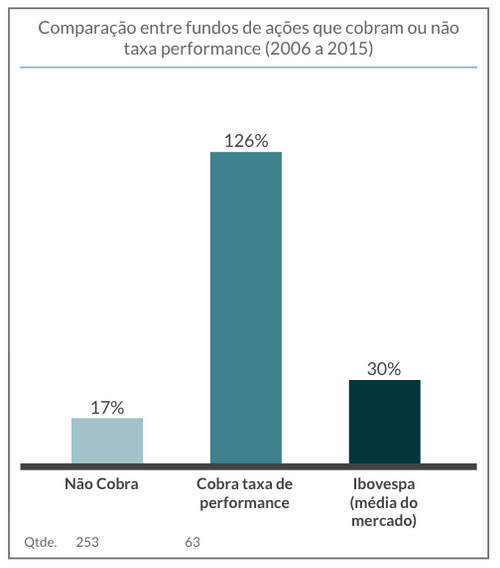 Comparação entre fundos de ações que cobram ou não
taxa performance (2006 a 2015)
126%
30%
17%
Não Cobra
Cobra taxa de
performance
Ibovespa
(média do
mercado)
Qtde. 253 63